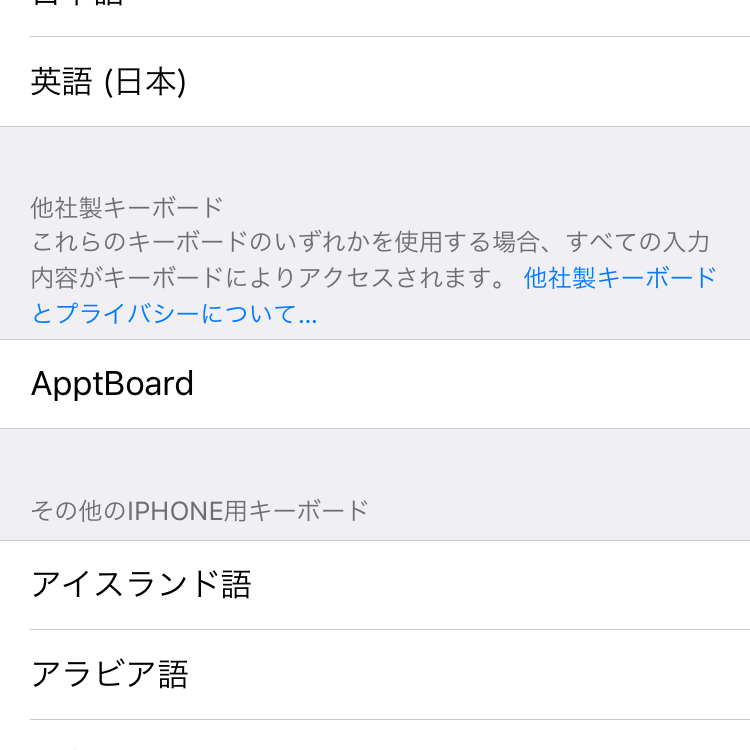 日本語
英語 (日本)
他社製キーボード
これらのキーボードのいずれかを使用する場合、すべての入力
内容がキーボードによりアクセスされます。 他社製キーボード
とプライバシーについて...
ApptBoard
その他のIPHONE用キーボード
アイスランド語
アラビア語